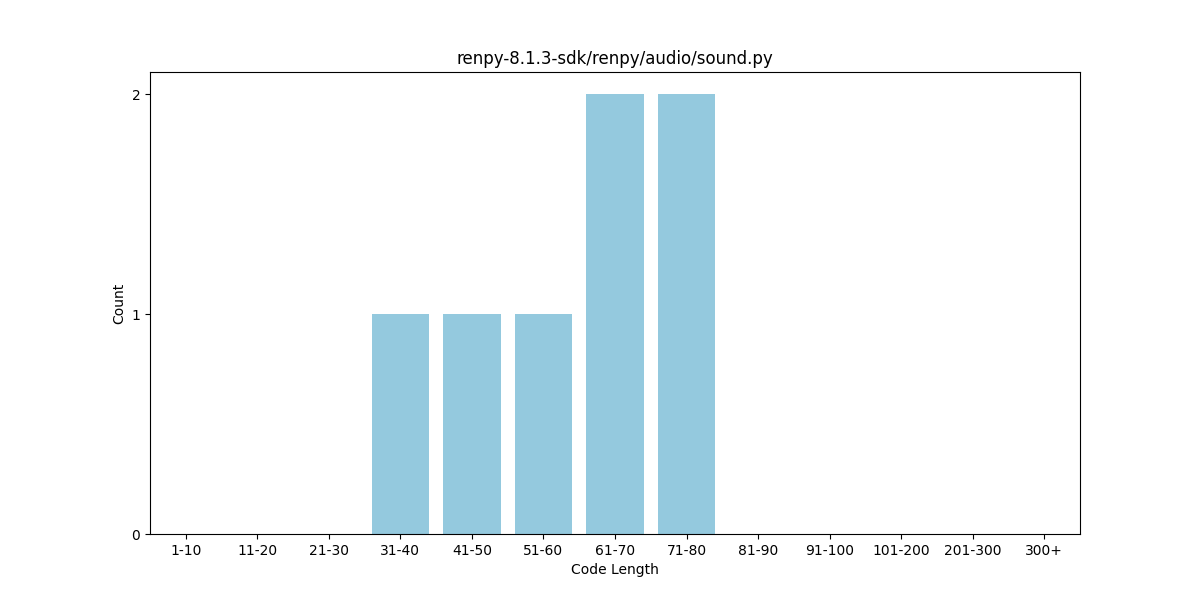 renpy-8.1.3-sdk/renpy/audio/sound.py
2
1
0
Count
1-10 11-20 21-30 31-40 41-50 51-60 61-70 71-80 81-90 91-100 101-200 201-300 300+
Code Length